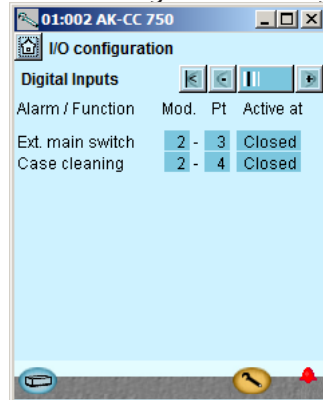 01:002 AK-CC 750
I/O configuration
Digital Inputs
Alarm / Function Mod. Pt Active at
Ext. main switch 2 - 3 Closed
Case cleaning 2 - 4 Closed